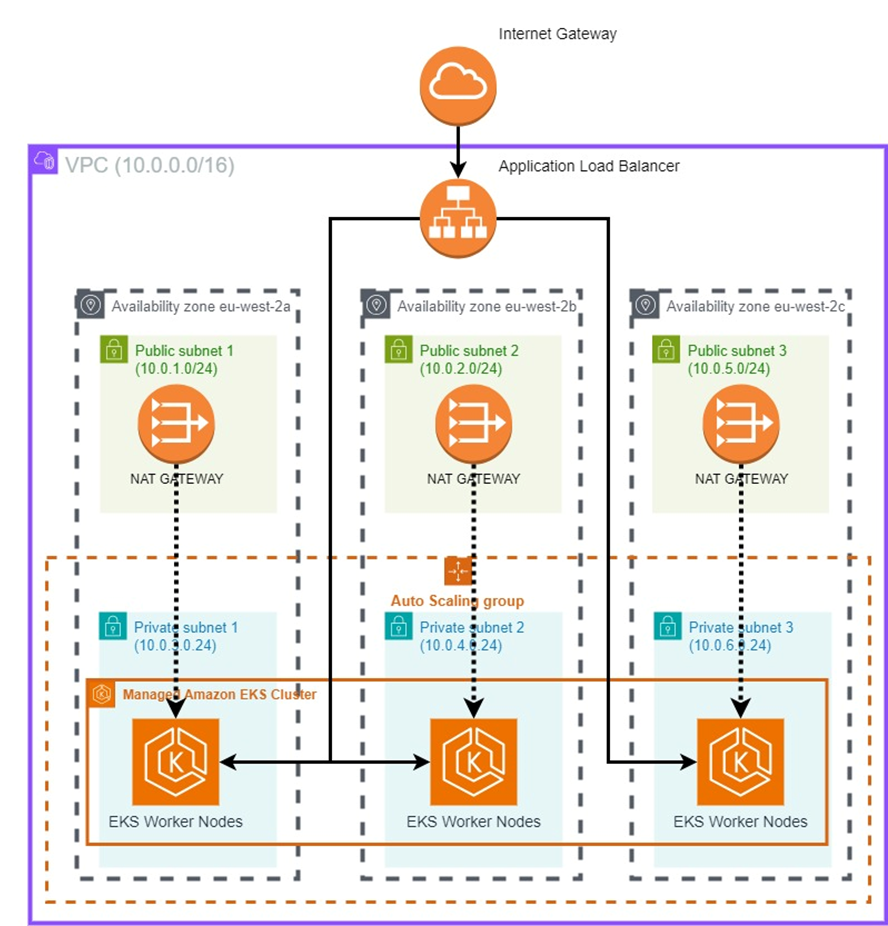 Internet Gateway
VPC (10.0.0.0/16)
Application Load Balancer
Availability zone eu-west-2a
Availability zone eu-west-2b
Availability zone eu-west-2c
Public subnet 1
(10.0.1.0/24)
Public subnet 2
(10.0.2.0/24)
Public subnet 3
(10.0.5.0/24)
NAT GATEWAY
NAT GATEWAY
NAT GATEWAY
Auto Scaling group
Private subnet 1
(10.0.3.0.24)
Private subnet 2
(10.0.4.0.24)
Private subnet 3
(10.0.6.0.24)
Managed Amazon EKS Cluster
K
K
K
EKS Worker Nodes
EKS Worker Nodes
EKS Worker Nodes